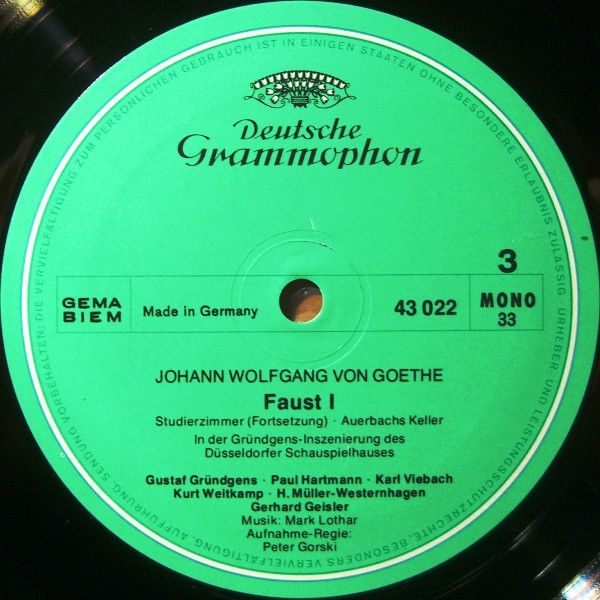 Deutsche
Grammophon
3
GEMA
BIEM
Made in Germany
43 022
MONO
33
JOHANN WOLFGANG VON GOETHE
Faust I
Studierzimmer (Fortsetzung) · Auerbachs Keller
In der Gründgens-Inszenierung des
Düsseldorfer Schauspielhauses
Gustaf Gründgens · Paul Hartmann · Karl Viebach
Kurt Weitkamp · H. Müller-Westernhagen
Gerhard Geisler
Musik: Mark Lothar
Aufnahme-Regie:
Peter Gorski
URHEBER- UND LEISTUNGSSCHUTZRECHTE, BESONDERS VERVIELFÄLTIGUNG, AUFFÜHRUNG, SENDUNG VORBEHALTEN: DIE VERVIELFÄLTIGUNG ZUM PERSÖNLICHEN GEBRAUCH IST IN EINIGEN STAATEN OHNE BESONDERE ERLAUBNIS ZULÄSSIG ·